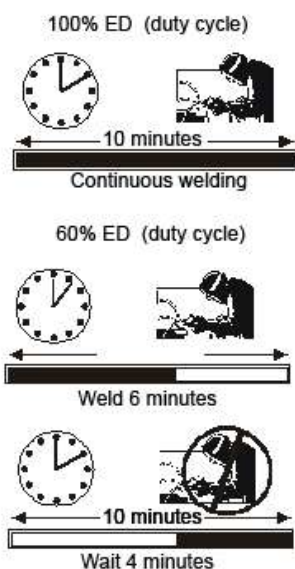 100% ED (duty cycle)
10 minutes
Continuous welding
60% ED (duty cycle)
Weld 6 minutes
10 minutes
Wait 4 minutes